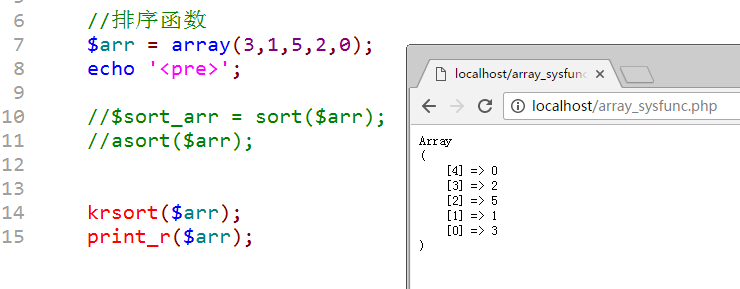 6 //排序函数
7 $arr = array(3,1,5,2,0);
8 echo '<pre>';
9
10 //$sort_arr = sort($arr);
11 //asort($arr);
12
13
14 krsort($arr);
15 print_r($arr);
localhost/array_sysfunc
localhost/array_sysfunc.php
Array
(
[4] => 0
[3] => 2
[2] => 5
[1] => 1
[0] => 3
)